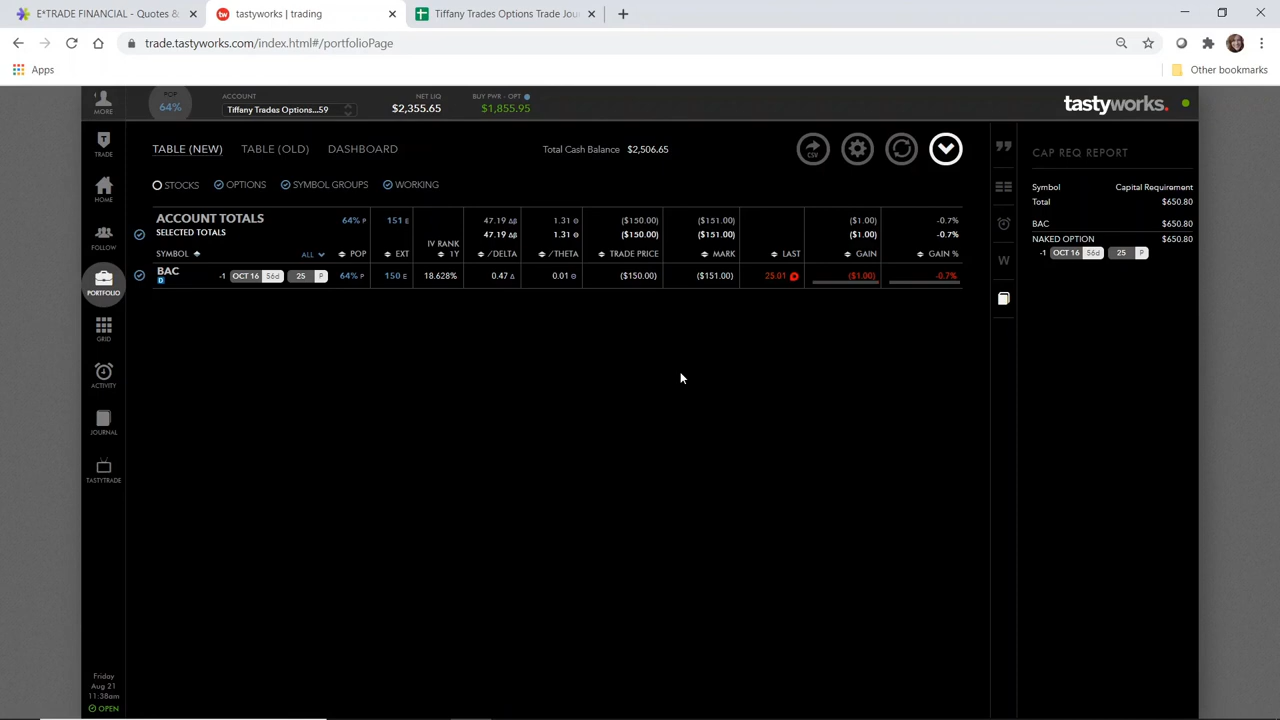 E*TRADE FINANCIAL - Quotes &
tastyworks | trading
Tiffany Trades Options Trade Jou
trade.tastyworks.com/index.html#/portfolioPage
Apps
Other bookmarks
MORE
POP
64%
ACCOUNT
Tiffany Trades Options...59
NET LIQ
$2,355.65
BUY PWR - OPT
$1,855.95
tastyworks.
TRADE
HOME
FOLLOW
PORTFOLIO
GRID
ACTIVITY
JOURNAL
TASTYTRADE
Friday
Aug 21
11:38am
OPEN
TABLE (NEW) TABLE (OLD) DASHBOARD
Total Cash Balance $2,506.65
CSV
STOCKS OPTIONS SYMBOL GROUPS WORKING
ACCOUNT TOTALS 64% P 151 E 47.19 Δβ 1.31 Θ ($150.00) ($151.00) ($1.00) -0.7%
SELECTED TOTALS 47.19 Δβ 1.31 Θ ($150.00) ($151.00) ($1.00) -0.7%
SYMBOL ALL POP EXT IV RANK 1Y /DELTA /THETA TRADE PRICE MARK LAST GAIN GAIN %
BAC -1 OCT 16 56d 25 P 64% P 150 E 18.628% 0.47 Δ 0.01 Θ ($150.00) ($151.00) 25.01 ($1.00) -0.7%
D
W
CAP REQ REPORT
Symbol Capital Requirement
Total $650.80
BAC $650.80
NAKED OPTION $650.80
-1 OCT 16 56d 25 P